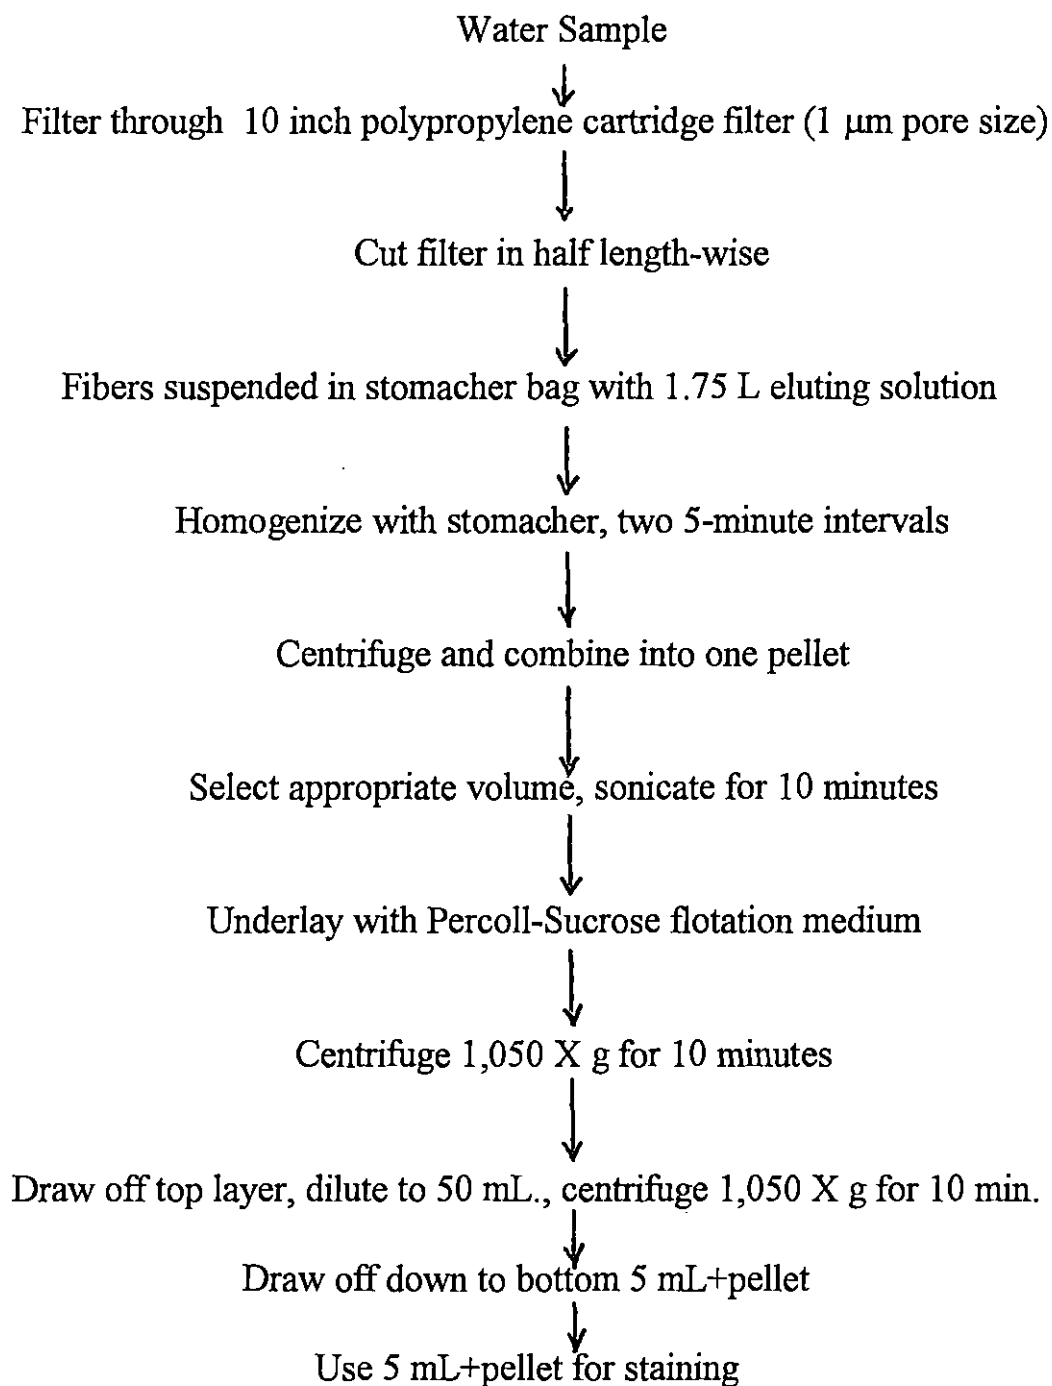 Water Sample
Filter through 10 inch polypropylene cartridge filter (1 µm pore size)
Cut filter in half length-wise
Fibers suspended in stomacher bag with 1.75 L eluting solution
Homogenize with stomacher, two 5-minute intervals
Centrifuge and combine into one pellet
Select appropriate volume, sonicate for 10 minutes
Underlay with Percoll-Sucrose flotation medium
Centrifuge 1,050 X g for 10 minutes
Draw off top layer, dilute to 50 mL., centrifuge 1,050 X g for 10 min.
Draw off down to bottom 5 mL+pellet
Use 5 mL+pellet for staining